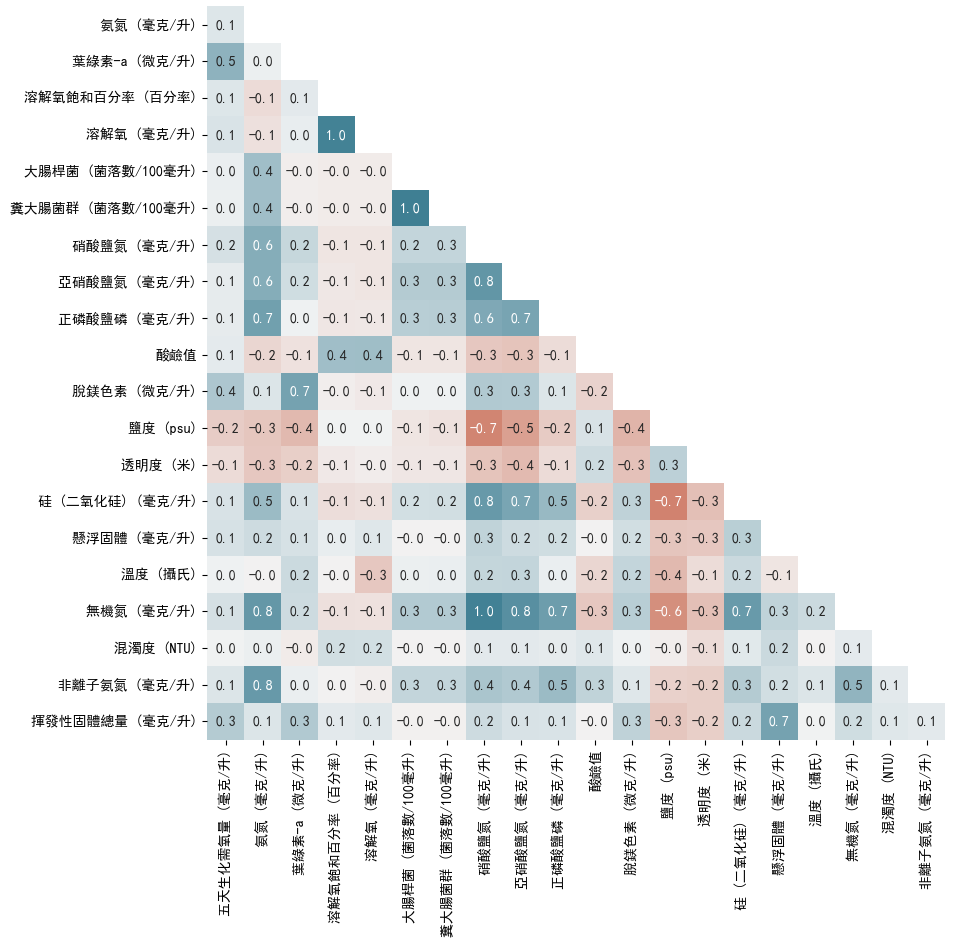 氨氮 (毫克/升) 0.1
葉綠素-a (微克/升) 0.5 0.0
溶解氧飽和百分率 (百分率) 0.1 -0.1 0.1
溶解氧 (毫克/升) 0.1 -0.1 0.0 1.0
大腸桿菌 (菌落數/100毫升) 0.0 0.4 -0.0 -0.0 -0.0
糞大腸菌群 (菌落數/100毫升) 0.0 0.4 -0.0 -0.0 -0.0 1.0
硝酸鹽氮 (毫克/升) 0.2 0.6 0.2 -0.1 -0.1 0.2 0.3
亞硝酸鹽氮 (毫克/升) 0.1 0.6 0.2 -0.1 -0.1 0.3 0.3 0.8
正磷酸鹽磷 (毫克/升) 0.1 0.7 0.0 -0.1 -0.1 0.3 0.3 0.6 0.7
酸鹼值 0.1 -0.2 -0.1 0.4 0.4 -0.1 -0.1 -0.3 -0.3 -0.1
脫鎂色素 (微克/升) 0.4 0.1 0.7 -0.0 -0.1 0.0 0.0 0.3 0.3 0.1 -0.2
鹽度 (psu) -0.2 -0.3 -0.4 0.0 0.0 -0.1 -0.1 -0.7 -0.5 -0.2 0.1 -0.4
透明度 (米) -0.1 -0.3 -0.2 -0.1 -0.0 -0.1 -0.1 -0.3 -0.4 -0.1 0.2 -0.3 0.3
硅 (二氧化硅) (毫克/升) 0.1 0.5 0.1 -0.1 -0.1 0.2 0.2 0.8 0.7 0.5 -0.2 0.3 -0.7 -0.3
懸浮固體 (毫克/升) 0.1 0.2 0.1 0.0 0.1 -0.0 -0.0 0.3 0.2 0.2 -0.0 0.2 -0.3 -0.3 0.3
溫度 (攝氏) 0.0 -0.0 0.2 -0.0 -0.3 0.0 0.0 0.2 0.3 0.0 -0.2 0.2 -0.4 -0.1 0.2 -0.1
無機氮 (毫克/升) 0.1 0.8 0.2 -0.1 -0.1 0.3 0.3 1.0 0.8 0.7 -0.3 0.3 -0.6 -0.3 0.7 0.3 0.2
混濁度 (NTU) 0.0 0.0 -0.0 0.2 0.2 -0.0 -0.0 0.1 0.1 0.0 0.1 0.0 -0.0 -0.1 0.1 0.2 0.0 0.1
非離子氨氮 (毫克/升) 0.1 0.8 0.0 0.0 -0.0 0.3 0.3 0.4 0.4 0.5 0.3 0.1 -0.2 -0.2 0.3 0.2 0.1 0.5 0.1
揮發性固體總量 (毫克/升) 0.3 0.1 0.3 0.1 0.1 -0.0 -0.0 0.2 0.1 0.1 -0.0 0.3 -0.3 -0.2 0.2 0.7 0.0 0.2 0.1 0.1
五天生化需氧量 (毫克/升)
氨氮 (毫克/升)
葉綠素-a (微克/升)
溶解氧飽和百分率 (百分率)
溶解氧 (毫克/升)
大腸桿菌 (菌落數/100毫升)
糞大腸菌群 (菌落數/100毫升)
硝酸鹽氮 (毫克/升)
亞硝酸鹽氮 (毫克/升)
正磷酸鹽磷 (毫克/升)
酸鹼值
脫鎂色素 (微克/升)
鹽度 (psu)
透明度 (米)
硅 (二氧化硅) (毫克/升)
懸浮固體 (毫克/升)
溫度 (攝氏)
無機氮 (毫克/升)
混濁度 (NTU)
非離子氨氮 (毫克/升)